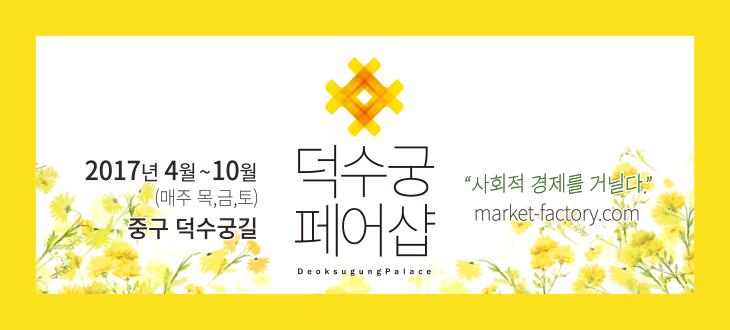 2017년 4월~10월
(매주 목,금,토)
중구 덕수궁길
덕수궁
페어샵
DeoksugungPalace
“사회적 경제를 거닐다.”
market-factory.com